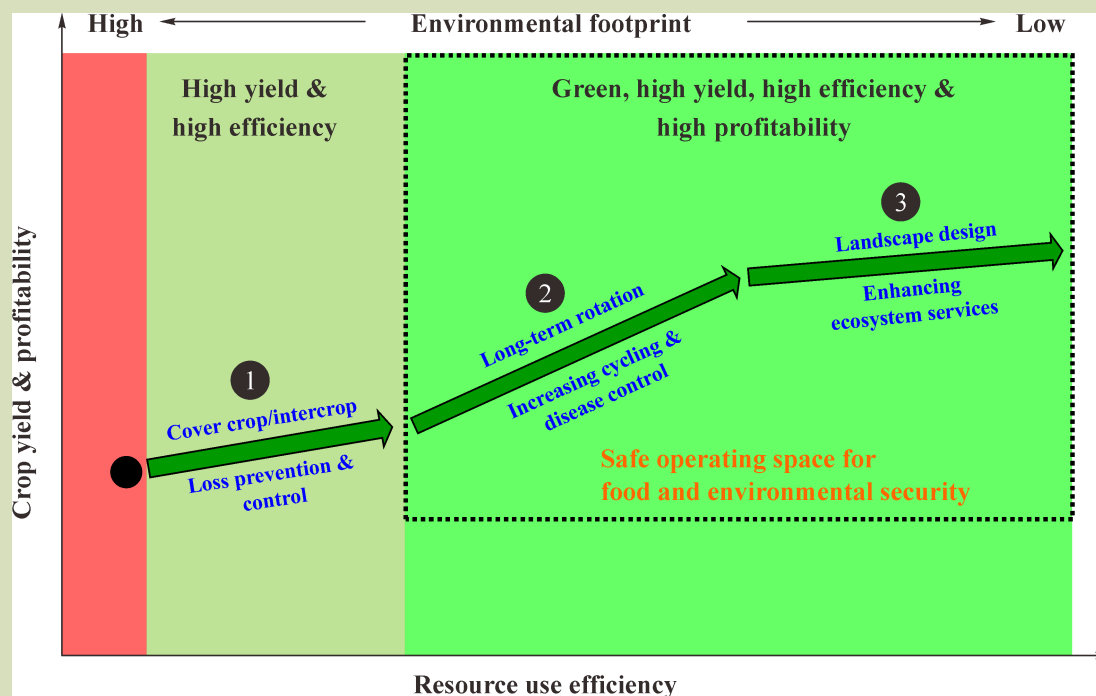 High Environmental footprint Low
High yield &
high efficiency
Green, high yield, high efficiency &
high profitability
Crop yield & profitability
1
Cover crop/intercrop
Loss prevention &
control
2
Long-term rotation
Increasing cycling &
disease control
3
Landscape design
Enhancing
ecosystem services
Safe operating space for
food and environmental security
Resource use efficiency